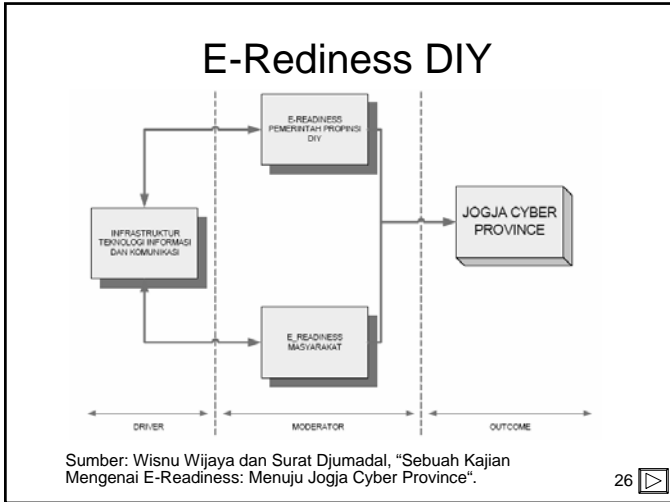 E-Rediness DIY
E-READINESS
PEMERINTAH PROPINSI
DIY
INFRASTRUKTUR
TEKNOLOGI INFORMASI
DAN KOMUNIKASI
JOGJA CYBER
PROVINCE
E_READINESS
MASYARAKAT
DRIVER
MODERATOR
OUTCOME
Sumber: Wisnu Wijaya dan Surat Djumadal, “Sebuah Kajian
Mengenai E-Readiness: Menuju Jogja Cyber Province“.
26